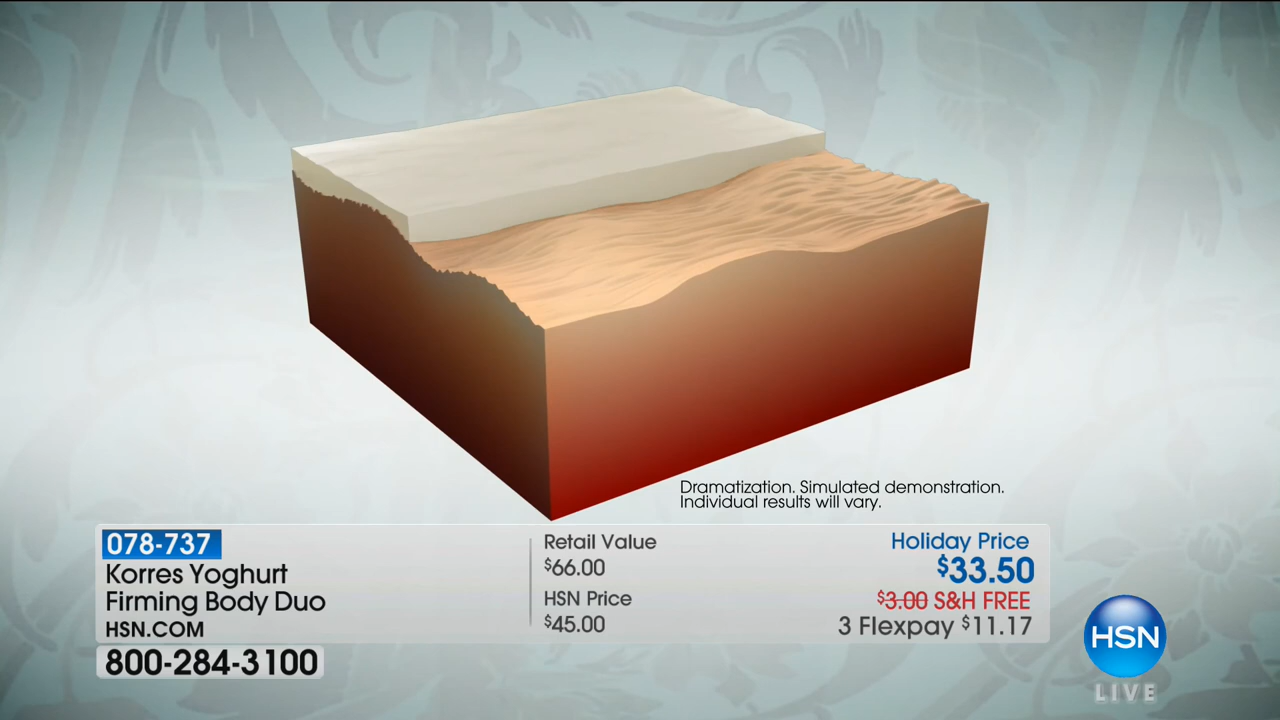 Dramatization. Simulated demonstration.
Individual results will vary.
078-737
Korres Yoghurt
Firming Body Duo
HSN.COM
800-284-3100
Retail Value
$66.00
HSN Price
$45.00
Holiday Price
$33.50
$3.00 S&H FREE
3 Flexpay $11.17
HSN
LIVE